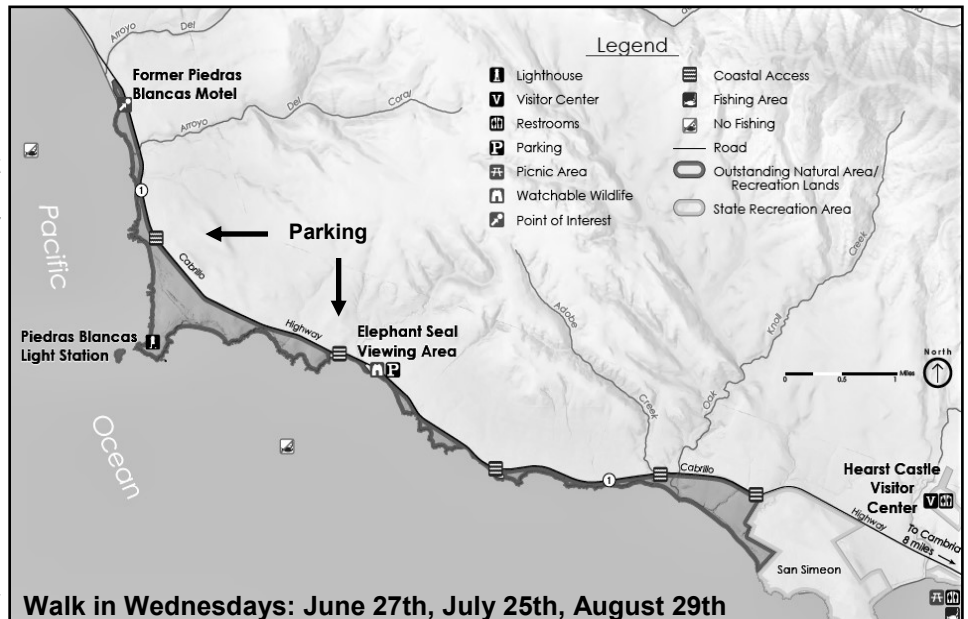 Arroyo Del
Former Piedras
Blancas Motel
Arroyo Del Corral
Legend
Lighthouse
V Visitor Center
Restrooms
P Parking
Picnic Area
Watchable Wildlife
Point of Interest
Coastal Access
Fishing Area
No Fishing
Road
Outstanding Natural Area/
Recreation Lands
State Recreation Area
1
Pacific
Ocean
Parking
Cabrillo
Highway
Piedras Blancas
Light Station
Elephant Seal
Viewing Area
P
Adobe
Creek
Oak
Knoll
Creek
North
0 0.5 1 Miles
1
Cabrillo
Highway
Hearst Castle
Visitor
Center
V
To Cambria
8 miles
San Simeon
Walk in Wednesdays: June 27th, July 25th, August 29th